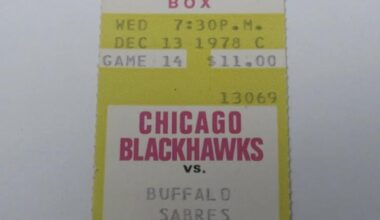 BOX
WED 7:30P.M.
DEC 13 1978 C
GAME 14 $11.00
13069
CHICAGO
BLACKHAWKS
vs.
BUFFALO
SABRES